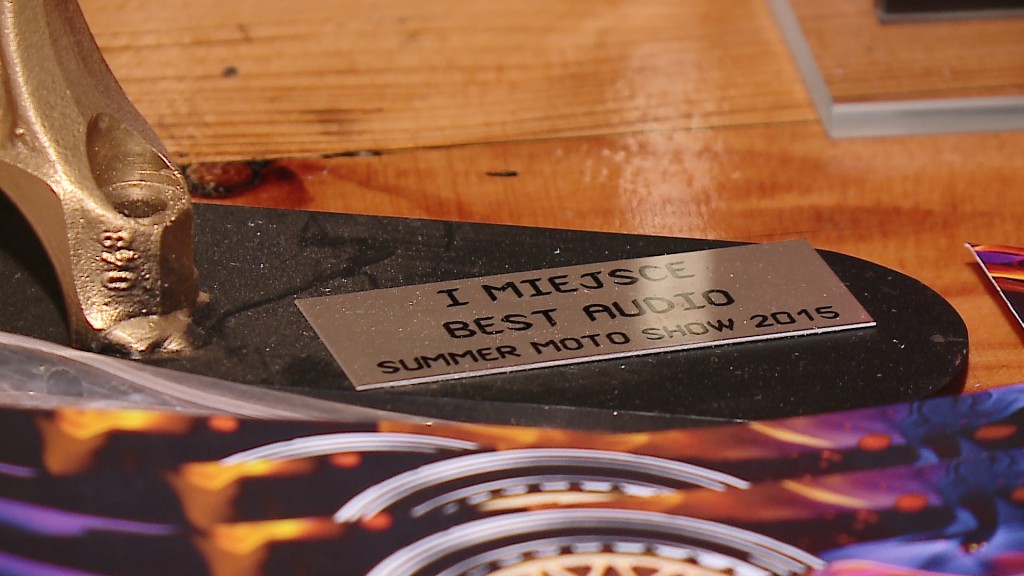 I MIEJSCE
BEST AUDIO
SUMMER MOTO SHOW 2015